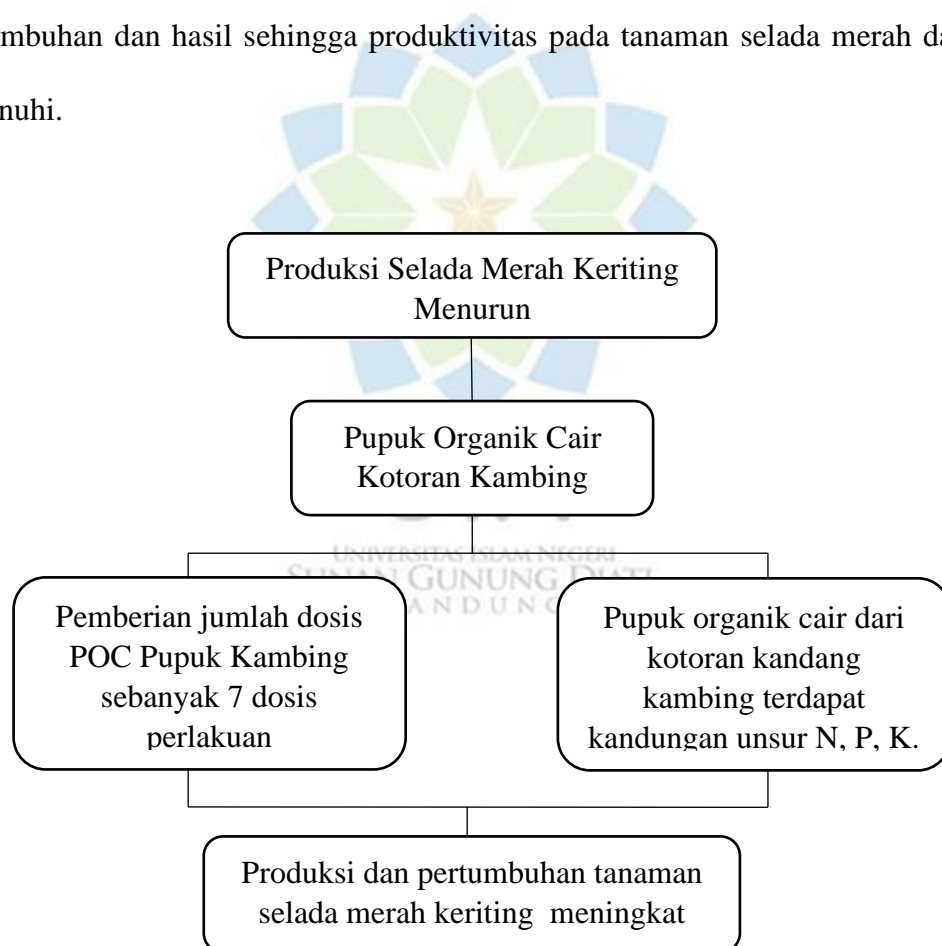 mbuhan dan hasil sehingga produktivitas pada tanaman selada merah da
nuhi.
Produksi Selada Merah Keriting
Menurun
Pupuk Organik Cair
Kotoran Kambing
UNIVERSITAS ISLAM NEGERI
SUNAN GUNUNG DJATI
BANDUNG
Pemberian jumlah dosis
POC Pupuk Kambing
sebanyak 7 dosis
perlakuan
Pupuk organik cair dari
kotoran kandang
kambing terdapat
kandungan unsur N, P, K.
Produksi dan pertumbuhan tanaman
selada merah keriting meningkat